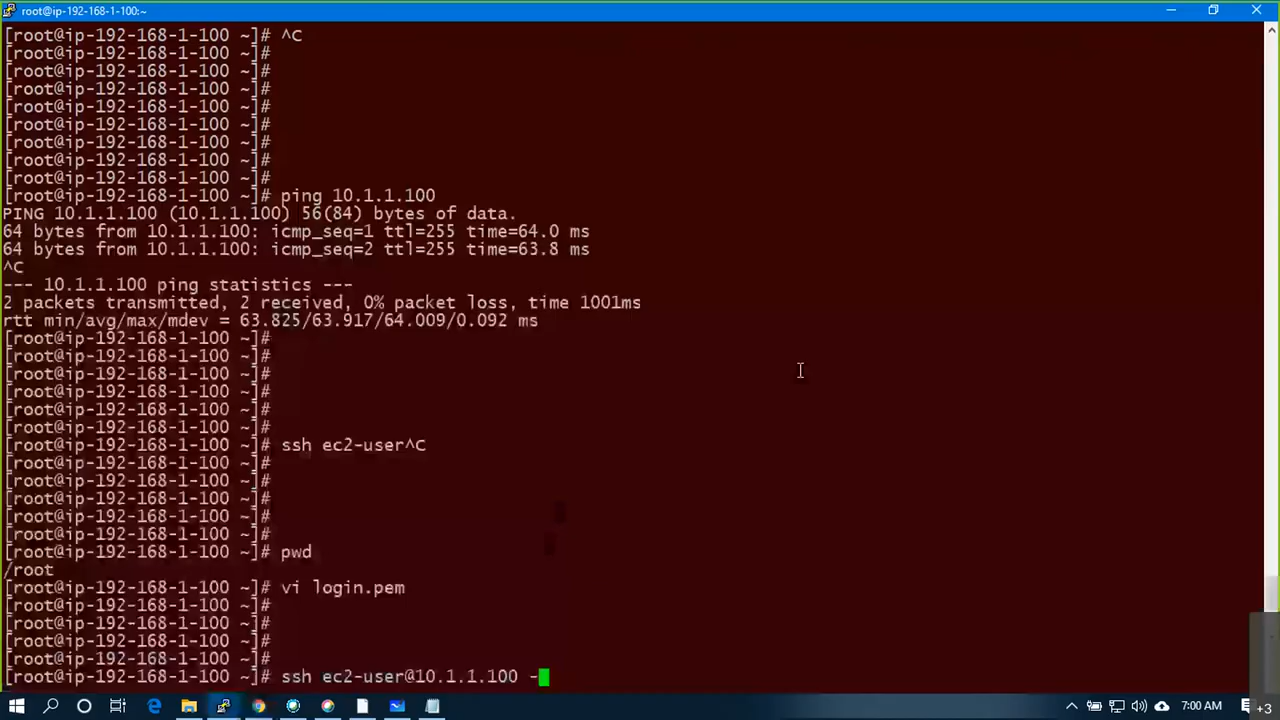 root@ip-192-168-1-100:~
[root@ip-192-168-1-100 ~]# ^C
[root@ip-192-168-1-100 ~]#
[root@ip-192-168-1-100 ~]#
[root@ip-192-168-1-100 ~]#
[root@ip-192-168-1-100 ~]#
[root@ip-192-168-1-100 ~]#
[root@ip-192-168-1-100 ~]#
[root@ip-192-168-1-100 ~]#
[root@ip-192-168-1-100 ~]#
[root@ip-192-168-1-100 ~]# ping 10.1.1.100
PING 10.1.1.100 (10.1.1.100) 56(84) bytes of data.
64 bytes from 10.1.1.100: icmp_seq=1 ttl=255 time=64.0 ms
64 bytes from 10.1.1.100: icmp_seq=2 ttl=255 time=63.8 ms
^C
--- 10.1.1.100 ping statistics ---
2 packets transmitted, 2 received, 0% packet loss, time 1001ms
rtt min/avg/max/mdev = 63.825/63.917/64.009/0.092 ms
[root@ip-192-168-1-100 ~]#
[root@ip-192-168-1-100 ~]#
[root@ip-192-168-1-100 ~]#
[root@ip-192-168-1-100 ~]#
[root@ip-192-168-1-100 ~]#
[root@ip-192-168-1-100 ~]#
[root@ip-192-168-1-100 ~]# ssh ec2-user^C
[root@ip-192-168-1-100 ~]#
[root@ip-192-168-1-100 ~]#
[root@ip-192-168-1-100 ~]#
[root@ip-192-168-1-100 ~]#
[root@ip-192-168-1-100 ~]#
[root@ip-192-168-1-100 ~]# pwd
/root
[root@ip-192-168-1-100 ~]# vi login.pem
[root@ip-192-168-1-100 ~]#
[root@ip-192-168-1-100 ~]#
[root@ip-192-168-1-100 ~]#
[root@ip-192-168-1-100 ~]#
[root@ip-192-168-1-100 ~]# ssh ec2-user@10.1.1.100 -
7:00 AM
+3